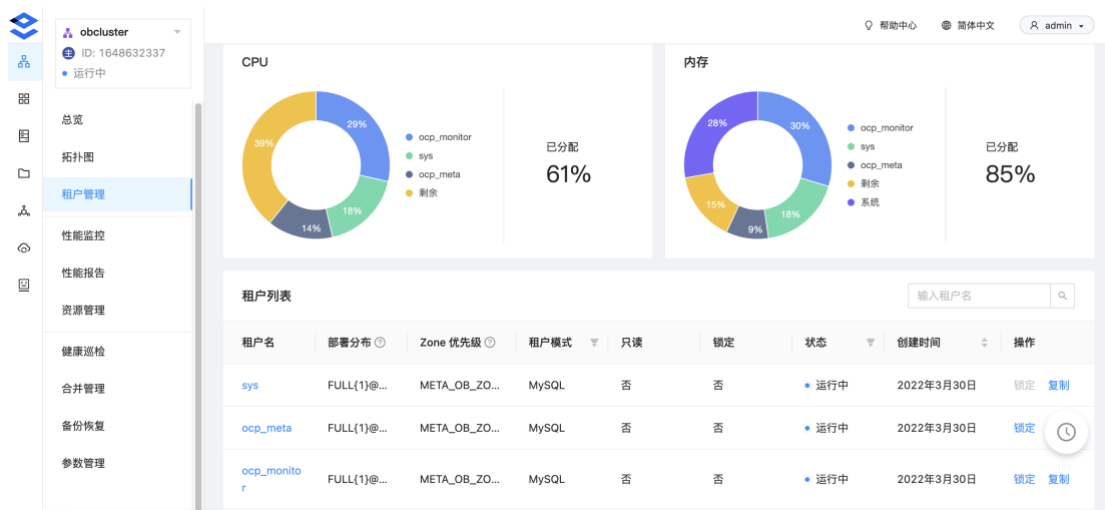 obcluster
主 ID: 1648632337
运行中
总览
拓扑图
租户管理
性能监控
性能报告
资源管理
健康巡检
合并管理
备份恢复
参数管理
帮助中心 简体中文 admin
CPU
29%
39%
18%
14%
ocp_monitor
sys
ocp_meta
剩余
已分配
61%
内存
28%
30%
15%
18%
9%
ocp_monitor
sys
ocp_meta
剩余
系统
已分配
85%
租户列表 输入租户名
租户名 部署分布 Zone 优先级 租户模式 只读 锁定 状态 创建时间 操作
sys FULL{1}@... META_OB_ZO... MySQL 否 否 运行中 2022年3月30日 锁定 复制
ocp_meta FULL{1}@... META_OB_ZO... MySQL 否 否 运行中 2022年3月30日 锁定
ocp_monito FULL{1}@... META_OB_ZO... MySQL 否 否 运行中 2022年3月30日 锁定 复制
r